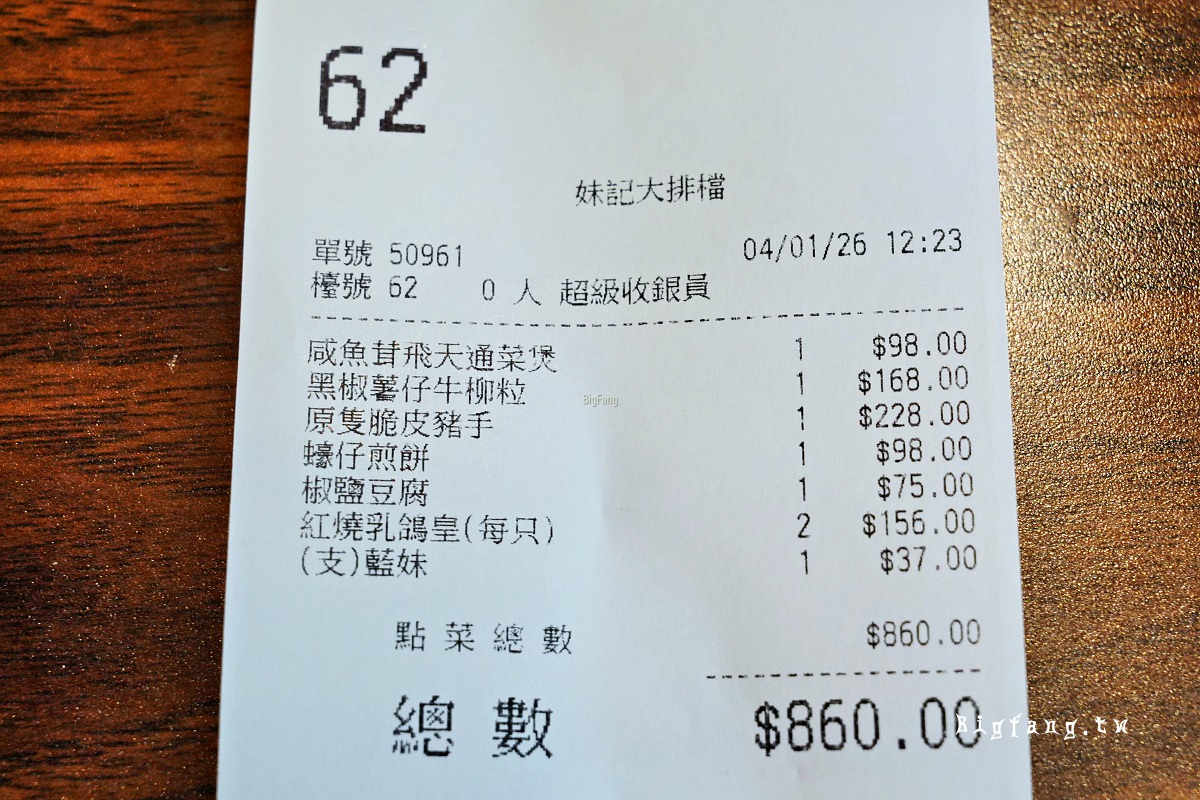 62
妹記大排檔
單號 50961 04/01/26 12:23
檯號 62 0 人 超級收銀員
咸魚茸飛天通菜煲 1 $98.00
黑椒薯仔牛柳粒 1 $168.00
原隻脆皮豬手 1 $228.00
蠔仔煎餅 1 $98.00
椒鹽豆腐 1 $75.00
紅燒乳鴿皇(每只) 2 $156.00
(支)藍妹 1 $37.00
點菜總數 $860.00
總數 $860.00
BigFang
Bigfang.tw